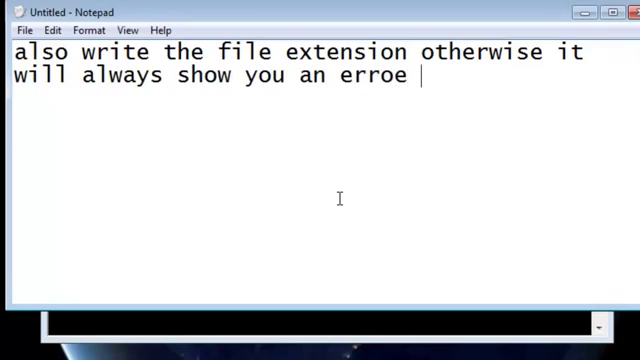 Untitled - Notepad
File Edit Format View Help
also write the file extension otherwise it
will always show you an erroe